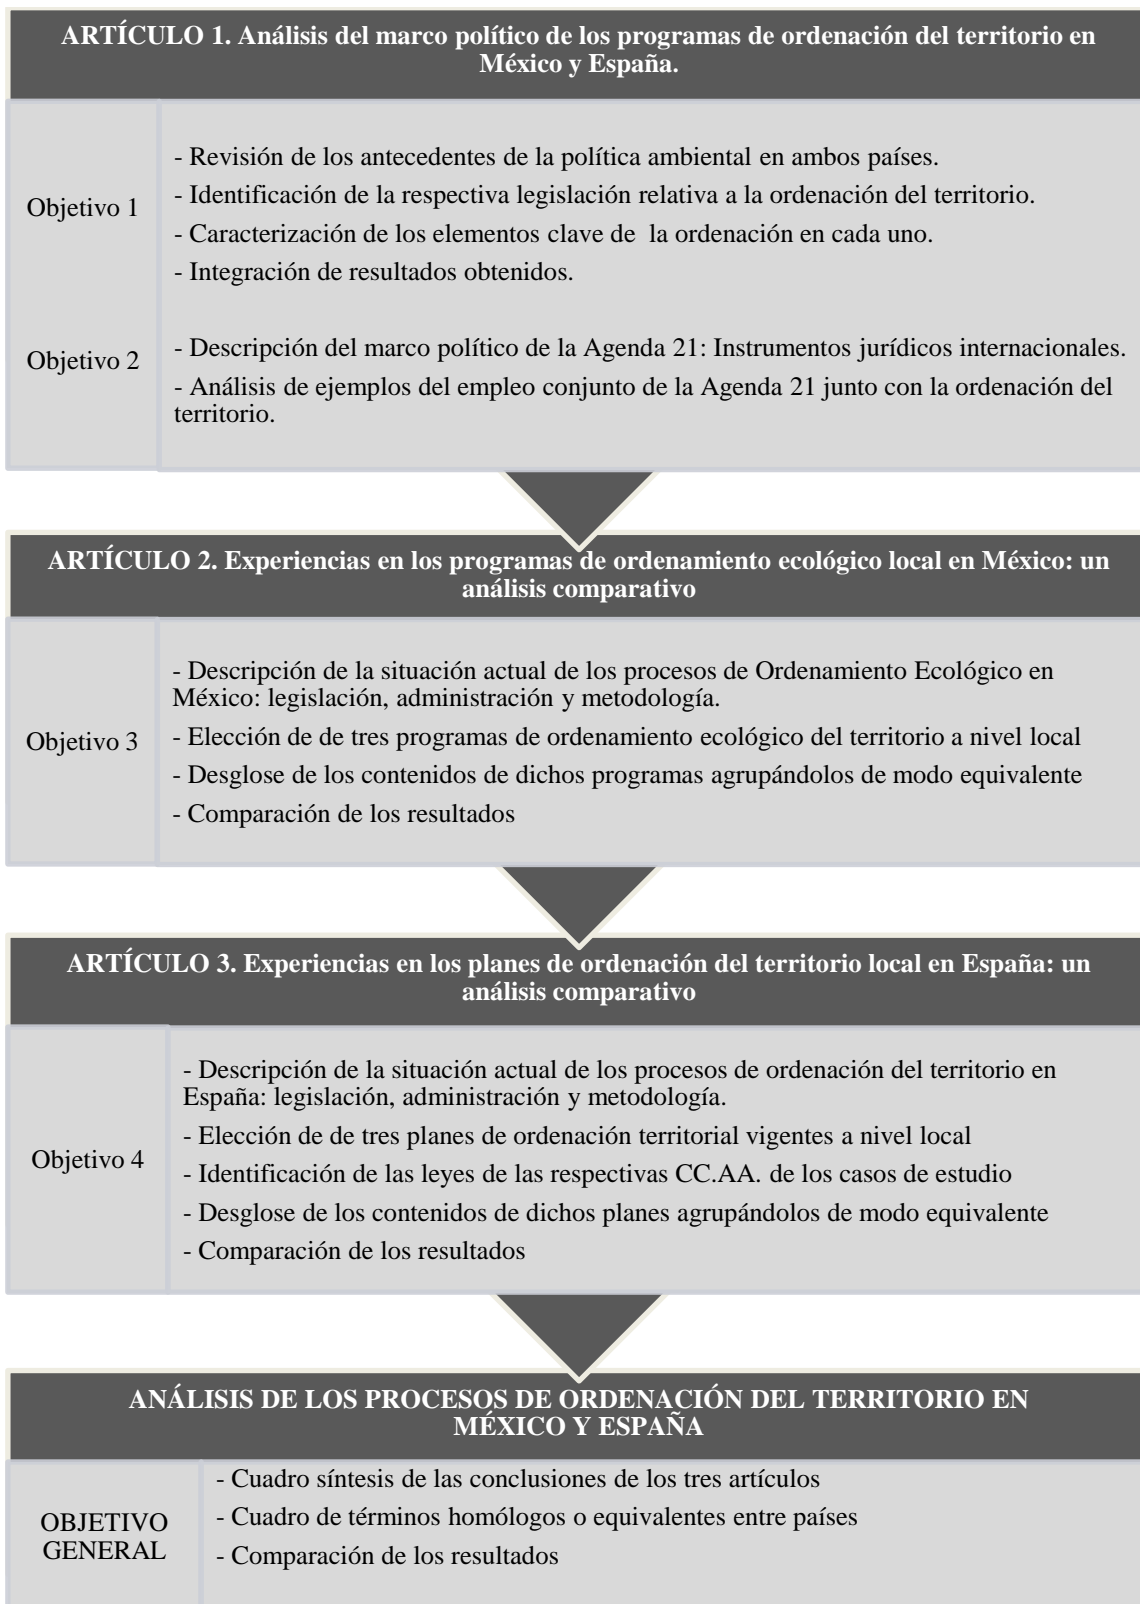 ARTÍCULO 1. Análisis del marco político de los programas de ordenación del territorio en
México y España.
Objetivo 1
- Revisión de los antecedentes de la política ambiental en ambos países.
- Identificación de la respectiva legislación relativa a la ordenación del territorio.
- Caracterización de los elementos clave de la ordenación en cada uno.
- Integración de resultados obtenidos.
Objetivo 2
- Descripción del marco político de la Agenda 21: Instrumentos jurídicos internacionales.
- Análisis de ejemplos del empleo conjunto de la Agenda 21 junto con la ordenación del
territorio.
ARTÍCULO 2. Experiencias en los programas de ordenamiento ecológico local en México: un
análisis comparativo
Objetivo 3
- Descripción de la situación actual de los procesos de Ordenamiento Ecológico en
México: legislación, administración y metodología.
- Elección de de tres programas de ordenamiento ecológico del territorio a nivel local
- Desglose de los contenidos de dichos programas agrupándolos de modo equivalente
- Comparación de los resultados
ARTÍCULO 3. Experiencias en los planes de ordenación del territorio local en España: un
análisis comparativo
Objetivo 4
- Descripción de la situación actual de los procesos de ordenación del territorio en
España: legislación, administración y metodología.
- Elección de de tres planes de ordenación territorial vigentes a nivel local
- Identificación de las leyes de las respectivas CC.AA. de los casos de estudio
- Desglose de los contenidos de dichos planes agrupándolos de modo equivalente
- Comparación de los resultados
ANÁLISIS DE LOS PROCESOS DE ORDENACIÓN DEL TERRITORIO EN
MÉXICO Y ESPAÑA
OBJETIVO
GENERAL
- Cuadro síntesis de las conclusiones de los tres artículos
- Cuadro de términos homólogos o equivalentes entre países
- Comparación de los resultados